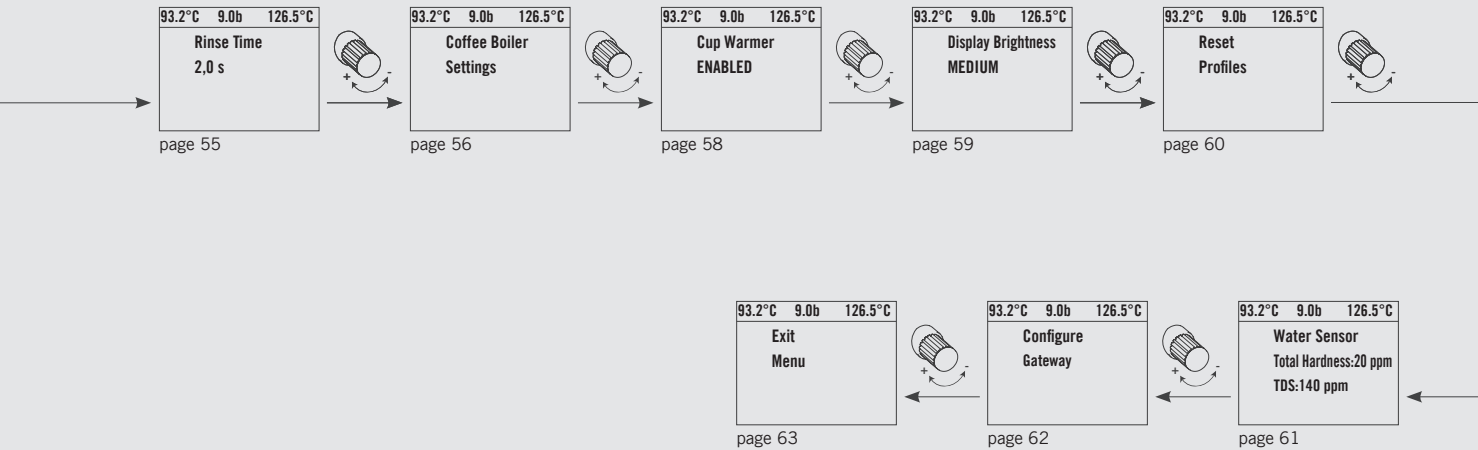 93.2°C 9.0b 126.5°C
Rinse Time
2,0 s
+ -
page 55
93.2°C 9.0b 126.5°C
Coffee Boiler
Settings
+ -
page 56
93.2°C 9.0b 126.5°C
Cup Warmer
ENABLED
+ -
page 58
93.2°C 9.0b 126.5°C
Display Brightness
MEDIUM
+ -
page 59
93.2°C 9.0b 126.5°C
Reset
Profiles
+ -
page 60
93.2°C 9.0b 126.5°C
Exit
Menu
+ -
page 63
93.2°C 9.0b 126.5°C
Configure
Gateway
+ -
page 62
93.2°C 9.0b 126.5°C
Water Sensor
Total Hardness:20 ppm
TDS:140 ppm
page 61